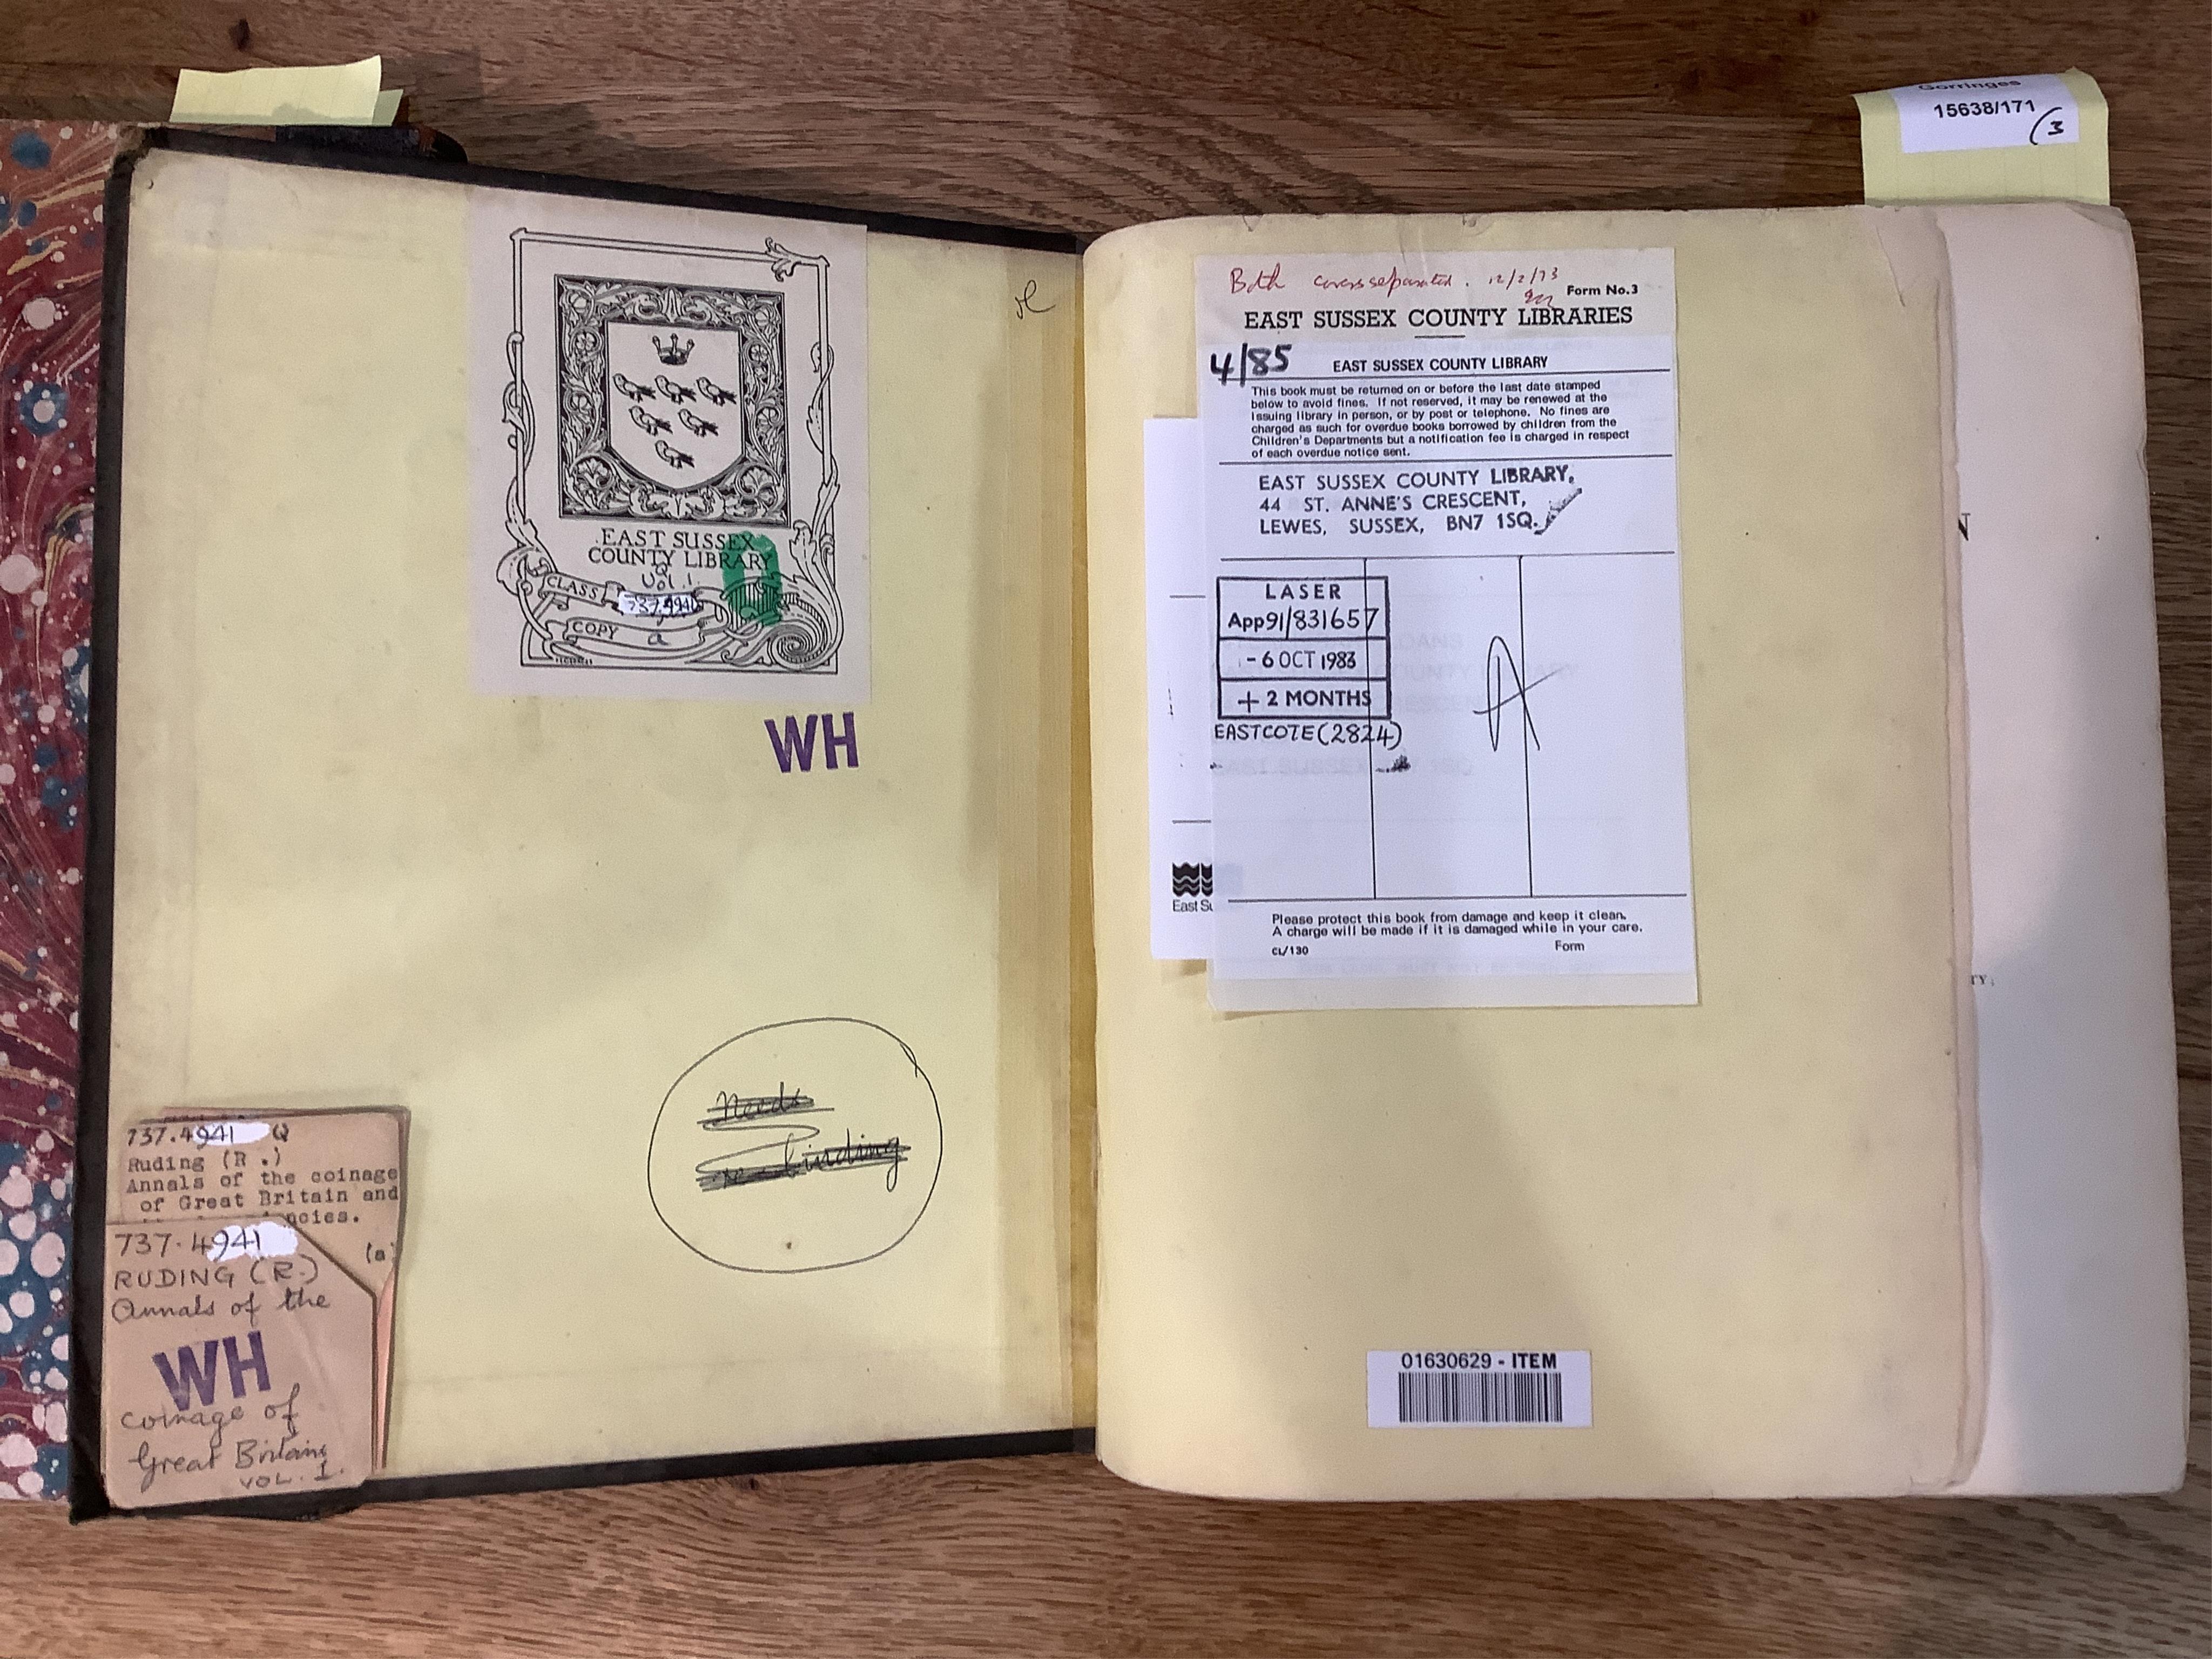 Gorringes
15638/171
(3
EAST SUSSEX
COUNTY LIBRARY
Q
Vol. 1.
CLASS
737.4941
COPY
a
WH
Needs
re-binding
737.4941 Q
Ruding (R .)
Annals of the coinage
of Great Britain and
(a)
737.4941
RUDING (R.)
Annals of the
WH
coinage of
Great Britain
VOL. 1.
Both covers separated. 12/2/73
Form No.3
EAST SUSSEX COUNTY LIBRARIES
4/85
EAST SUSSEX COUNTY LIBRARY
This book must be returned on or before the last date stamped
below to avoid fines. If not reserved, it may be renewed at the
issuing library in person, or by post or telephone. No fines are
charged as such for overdue books borrowed by children from the
Children's Departments but a notification fee is charged in respect
of each overdue notice sent.
EAST SUSSEX COUNTY LIBRARY,
44 ST. ANNE'S CRESCENT,
LEWES, SUSSEX, BN7 1SQ.
LASER
App91/831657
- 6 OCT 1983
+ 2 MONTHS
EASTCOTE (2824)
East Su
Please protect this book from damage and keep it clean.
A charge will be made if it is damaged while in your care.
CL/130
Form
01630629 - ITEM
N
TY;